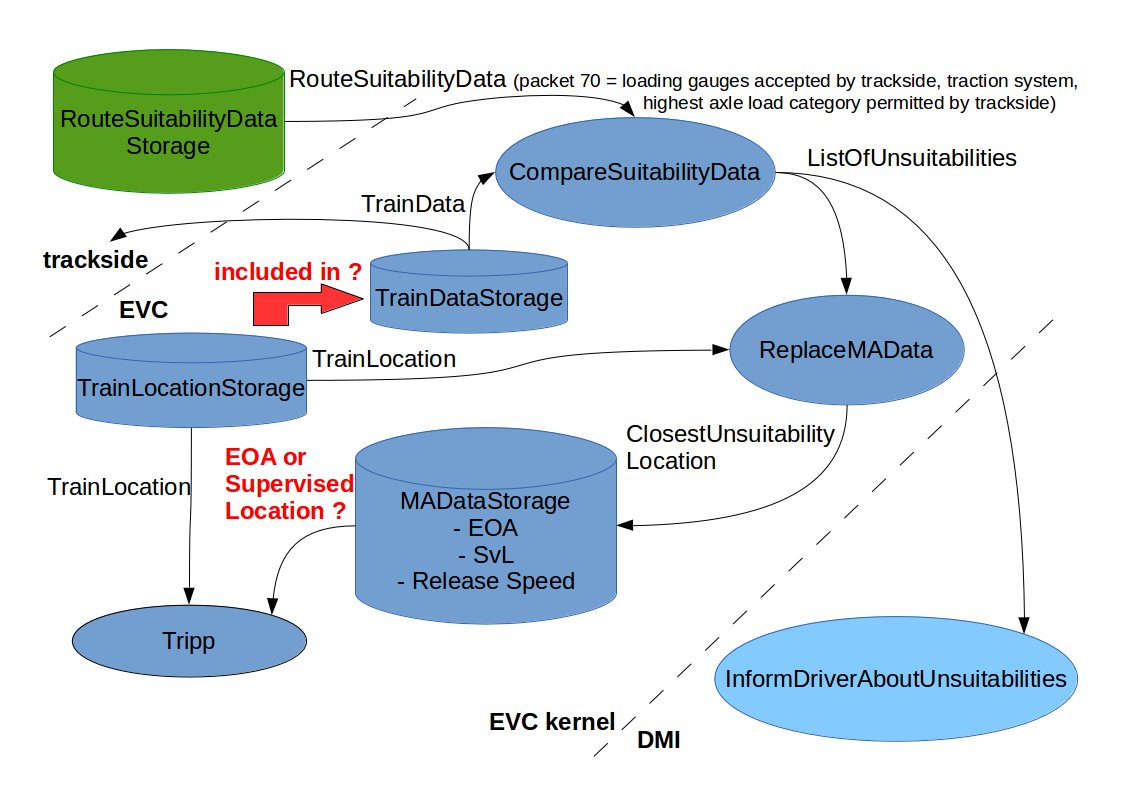 RouteSuitabilityData (packet 70 = loading gauges accepted by trackside, traction system,
highest axle load category permitted by trackside)
RouteSuitabilityData
Storage
CompareSuitabilityData
ListOfUnsuitabilities
TrainData
trackside
included in ?
EVC
TrainDataStorage
TrainLocationStorage
TrainLocation
ReplaceMAData
ClosestUnsuitability
Location
EOA or
Supervised
Location ?
TrainLocation
MADataStorage
- EOA
- SvL
- Release Speed
Tripp
InformDriverAboutUnsuitabilities
EVC kernel
DMI